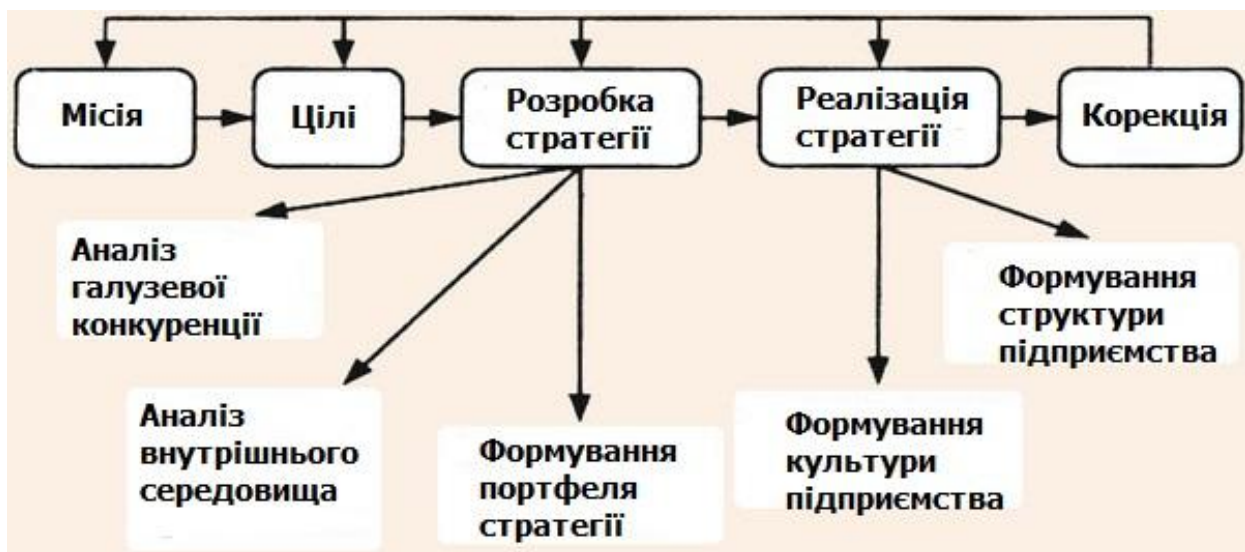 Місія
Цілі
Розробка
стратегії
Реалізація
стратегії
Корекція
Аналіз
галузевої
конкуренції
Формування
структури
підприємства
Аналіз
внутрішнього
середовища
Формування
портфеля
стратегії
Формування
культури
підприємства